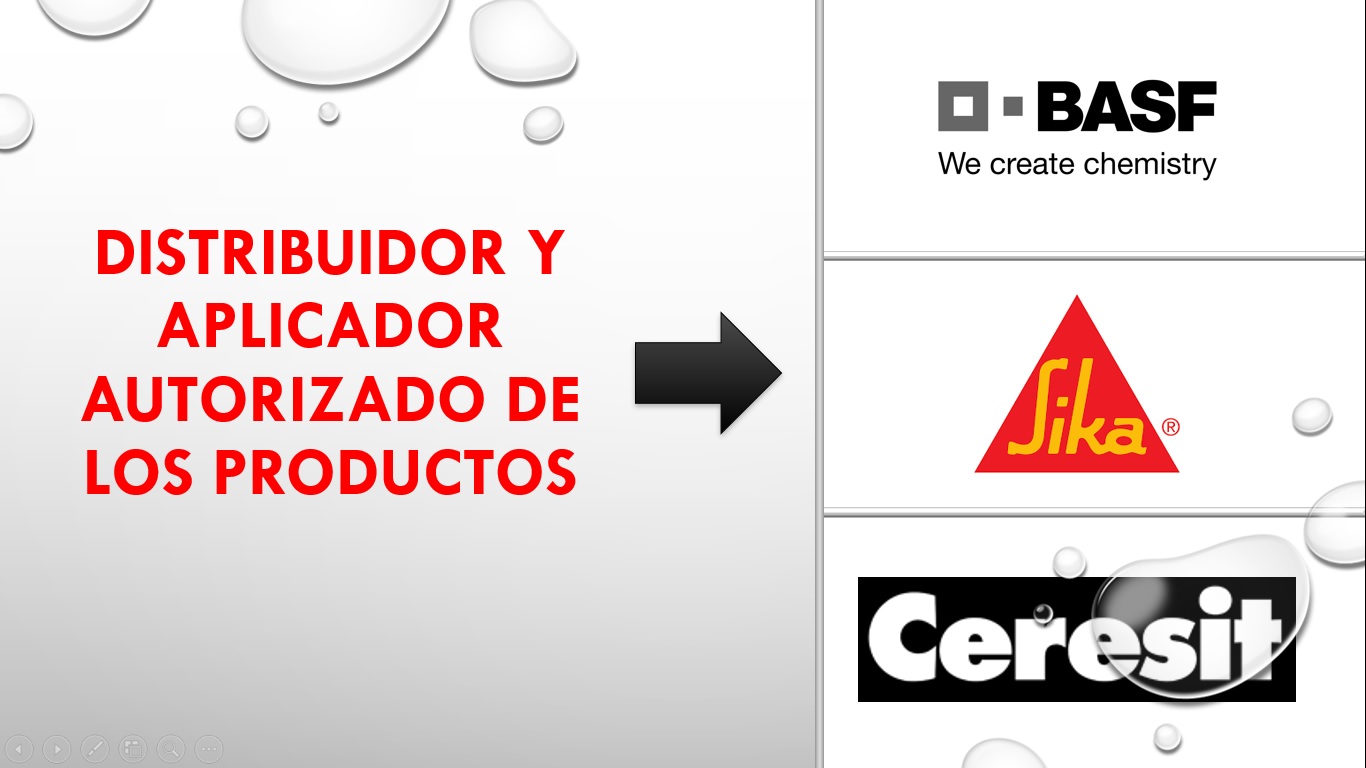 DISTRIBUIDOR Y
APLICADOR
AUTORIZADO DE
LOS PRODUCTOS
BASF
We create chemistry
Sika®
Ceresit